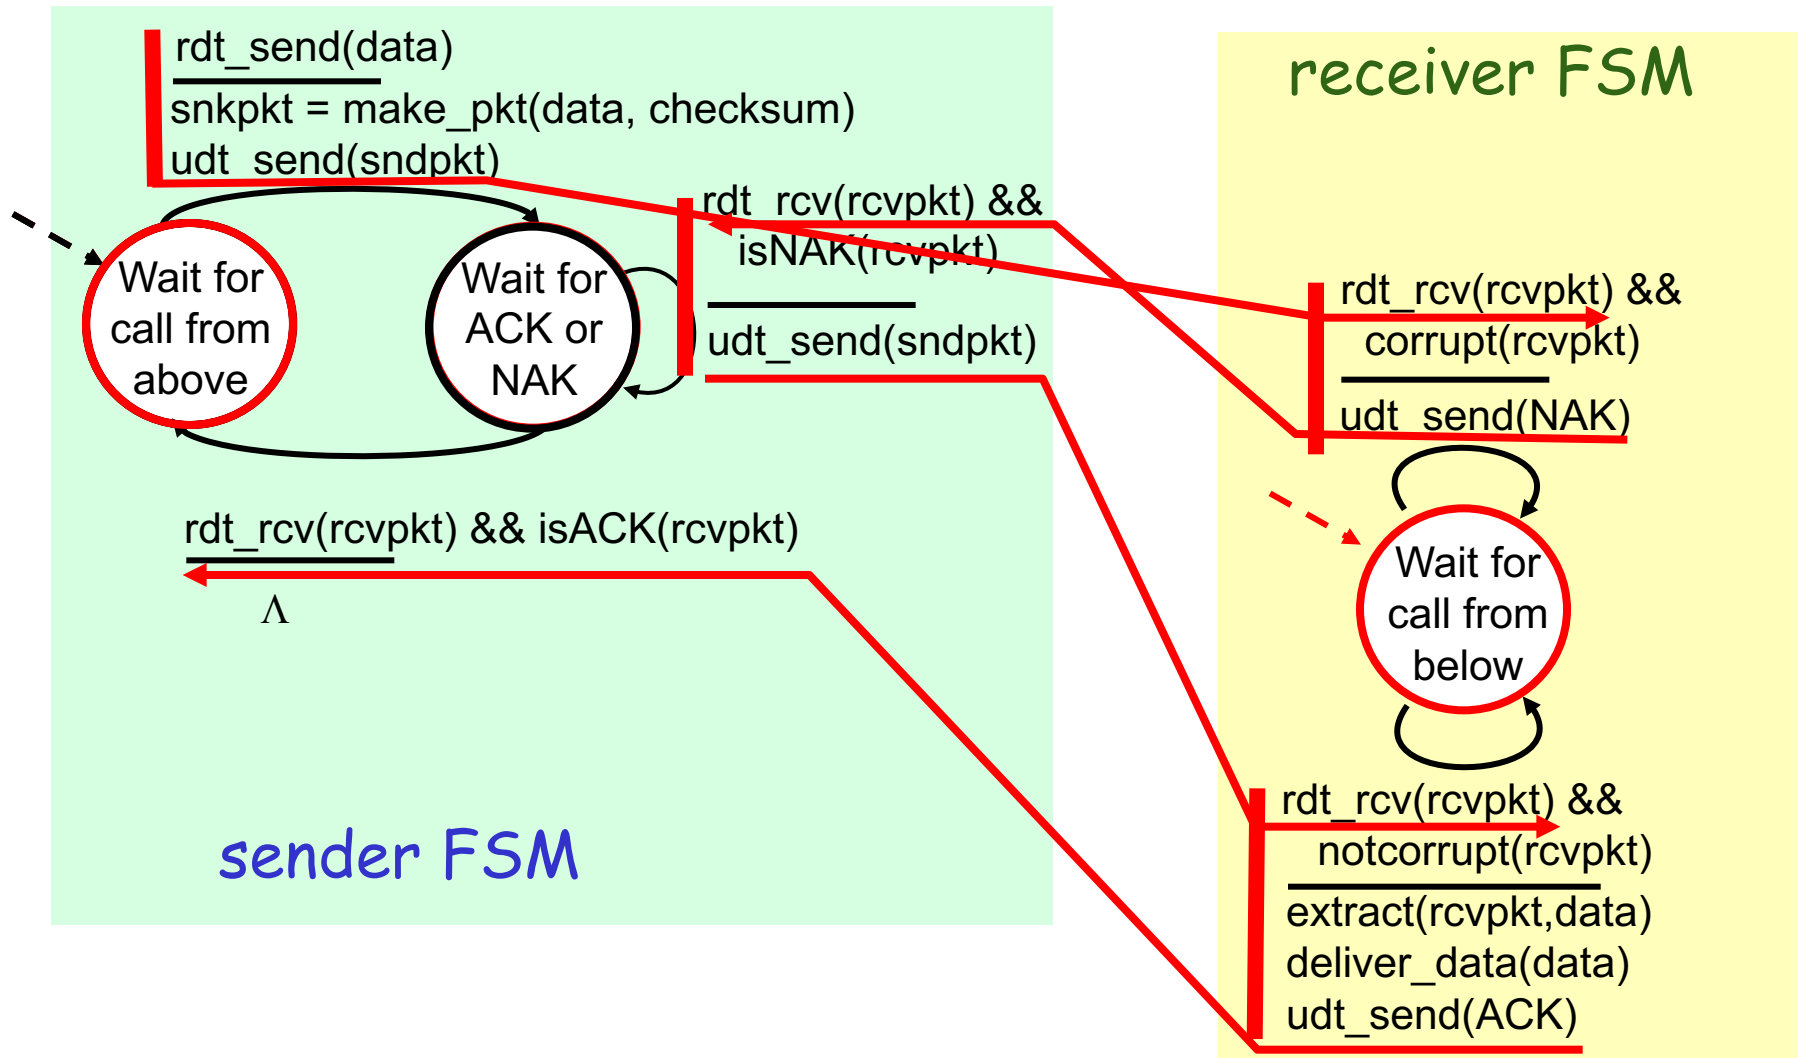 rdt_send(data)
snkpkt = make_pkt(data, checksum)
udt_send(sndpkt)
receiver FSM
rdt_rcv(rcvpkt) &&
isNAK(rcvpkt)
udt_send(sndpkt)
Wait for
call from
above
Wait for
ACK or
NAK
rdt_rcv(rcvpkt) &&
corrupt(rcvpkt)
udt_send(NAK)
rdt_rcv(rcvpkt) && isACK(rcvpkt)
Λ
Wait for
call from
below
sender FSM
rdt_rcv(rcvpkt) &&
notcorrupt(rcvpkt)
extract(rcvpkt,data)
deliver_data(data)
udt_send(ACK)